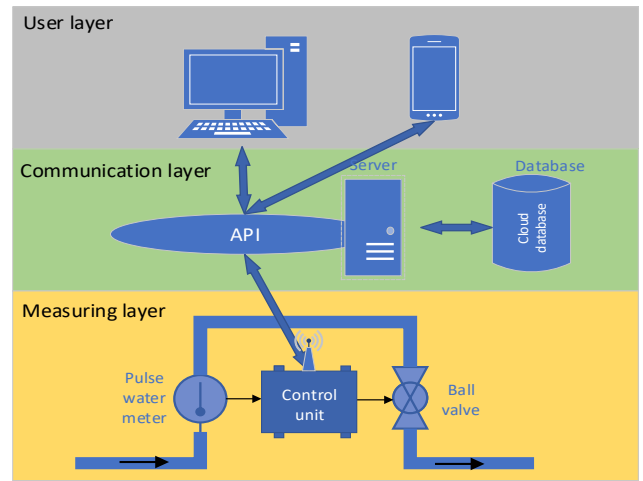 User layer
Communication layer
Server
Database
API
Cloud
database
Measuring layer
Pulse
water
meter
Control
unit
Ball
valve